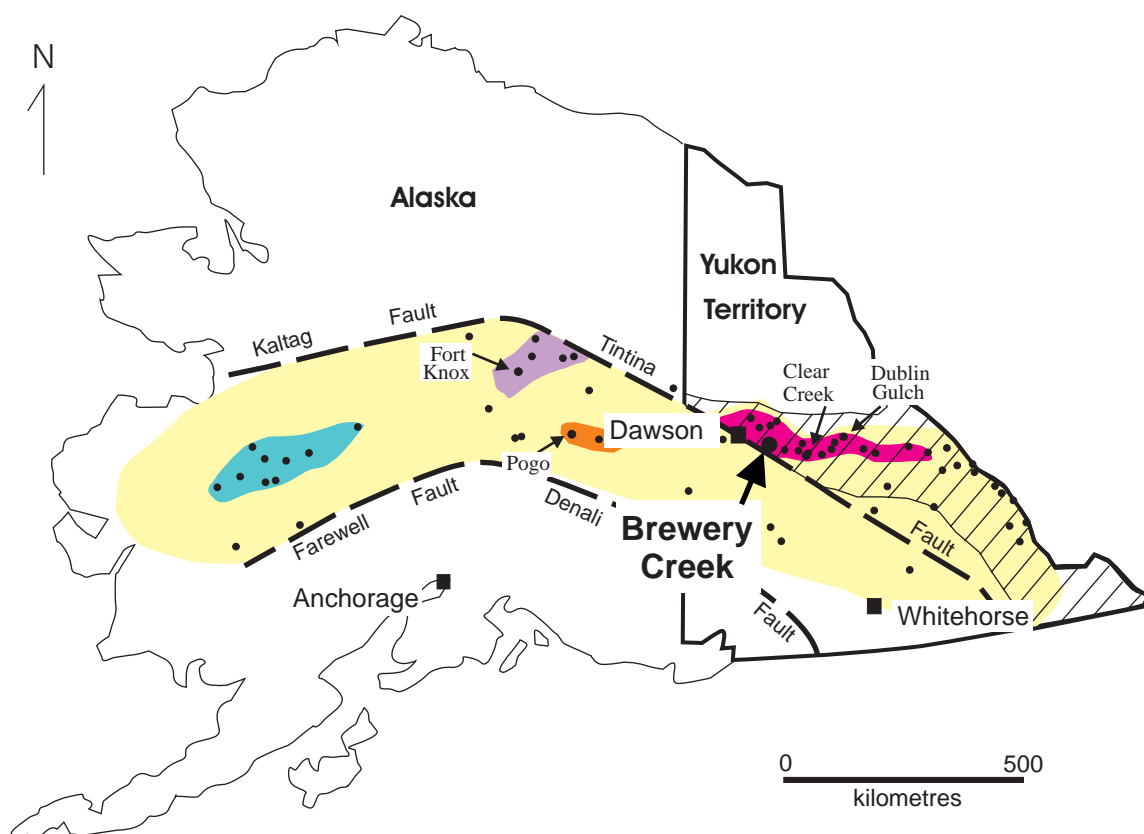 N
Alaska
Yukon
Territory
Kaltag
Fault
Tintina
Fort
Knox
Clear
Creek
Dublin
Gulch
Dawson
Pogo
Farewell
Fault
Denali
Brewery
Creek
Fault
Anchorage
Fault
Whitehorse
0 500
kilometres